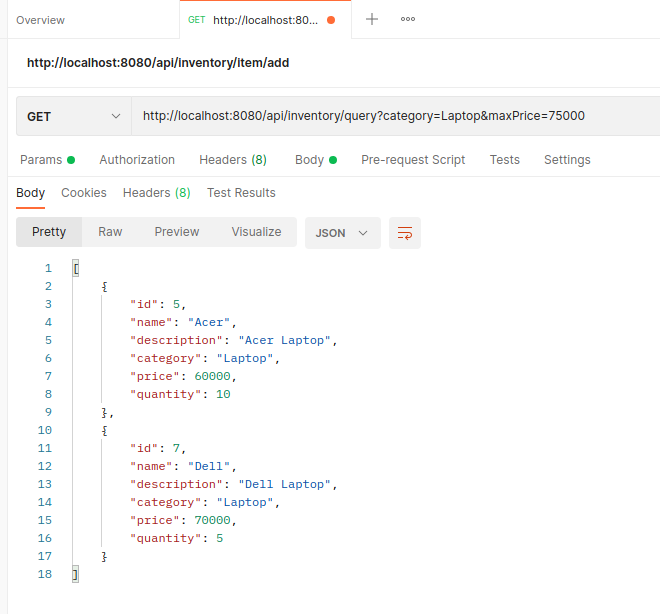 Overview GET http://localhost:80... + ooo
http://localhost:8080/api/inventory/item/add
GET http://localhost:8080/api/inventory/query?category=Laptop&maxPrice=75000
Params Authorization Headers (8) Body Pre-request Script Tests Settings
Body Cookies Headers (8) Test Results
Pretty Raw Preview Visualize JSON
1 [
2 {
3 "id": 5,
4 "name": "Acer",
5 "description": "Acer Laptop",
6 "category": "Laptop",
7 "price": 60000,
8 "quantity": 10
9 },
10 {
11 "id": 7,
12 "name": "Dell",
13 "description": "Dell Laptop",
14 "category": "Laptop",
15 "price": 70000,
16 "quantity": 5
17 }
18 ]